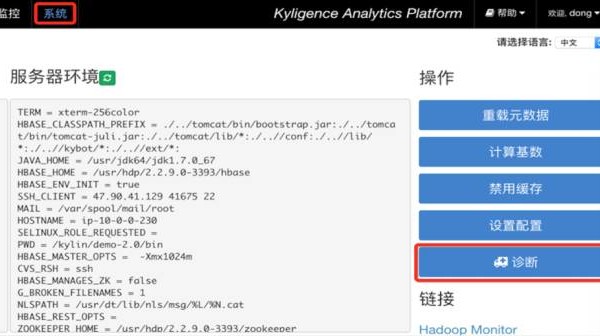 监控 系统 Kyligence Analytics Platform 帮助 欢迎, dong
请选择语言: 中文
服务器环境
操作
TERM = xterm-256color
HBASE_CLASSPATH_PREFIX = ./../tomcat/bin/bootstrap.jar:./../tomca
t/bin/tomcat-juli.jar:./../tomcat/lib/*:./..//conf:./..//lib/
*:./..//kybot/*:./..//ext/*:
JAVA_HOME = /usr/jdk64/jdk1.7.0_67
HBASE_HOME = /usr/hdp/2.2.9.0-3393/hbase
HBASE_ENV_INIT = true
SSH_CLIENT = 47.90.41.129 41675 22
MAIL = /var/spool/mail/root
HOSTNAME = ip-10-0-0-230
SELINUX_ROLE_REQUESTED =
PWD = /kylin/demo-2.0/bin
HBASE_MASTER_OPTS = -Xmx1024m
CVS_RSH = ssh
HBASE_MANAGES_ZK = false
G_BROKEN_FILENAMES = 1
NLSPATH = /usr/dt/lib/nls/msg/%L/%N.cat
HBASE_REST_OPTS =
ZOOKEEPER_HOME = /usr/hdp/2.2.9.0-3393/zookeeper
重载元数据
计算基数
禁用缓存
设置配置
诊断
链接
Hadoop Monitor